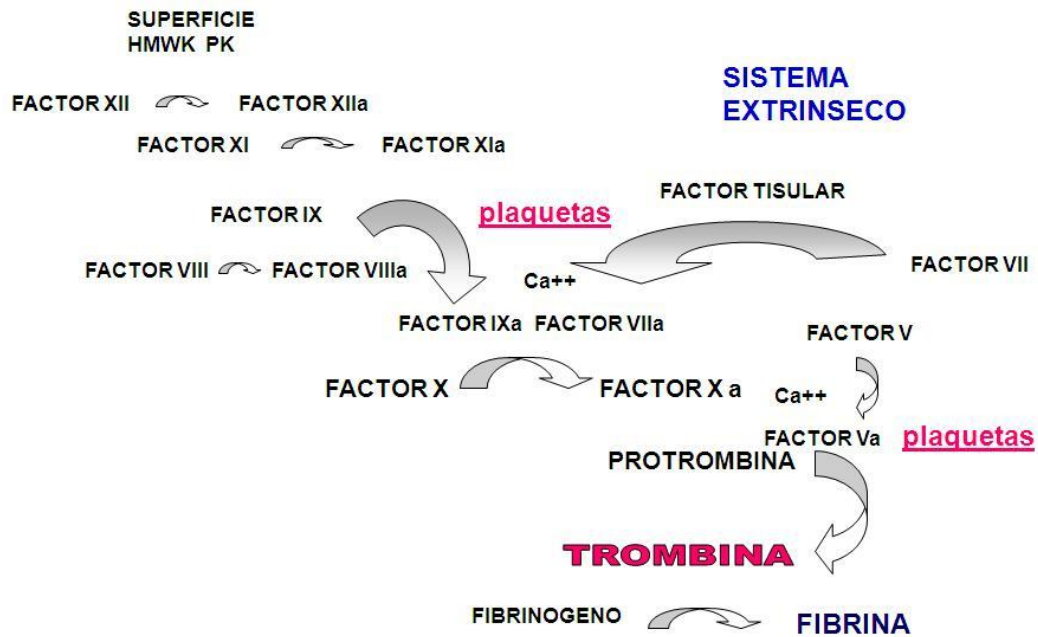 SUPERFICIE
HMWK PK
SISTEMA
EXTRINSECO
FACTOR XII FACTOR XIIa
FACTOR XI FACTOR XIa
FACTOR TISULAR
FACTOR IX plaquetas
FACTOR VIII FACTOR VIIIa FACTOR VII
Ca++
FACTOR IXa FACTOR VIIa
FACTOR V
FACTOR X FACTOR X a Ca++
FACTOR Va plaquetas
PROTROMBINA
TROMBINA
FIBRINOGENO FIBRINA